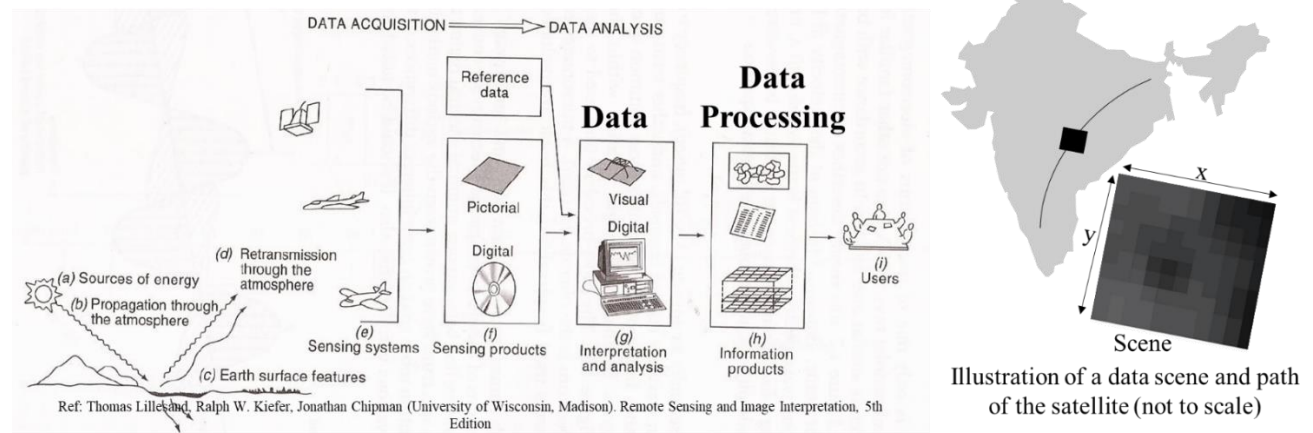 DATA ACQUISITION
DATA ANALYSIS
Reference
data
Data
Data
Processing
Pictorial
Digital
Visual
Digital
(a) Sources of energy
(b) Propagation through
the atmosphere
(c) Earth surface features
(d) Retransmission
through the
atmosphere
(e)
Sensing systems
(f)
Sensing products
(g)
Interpretation
and analysis
(h)
Information
products
(i)
Users
Ref: Thomas Lillesand, Ralph W. Kiefer, Jonathan Chipman (University of Wisconsin, Madison). Remote Sensing and Image Interpretation, 5th
Edition
x
y
Scene
Illustration of a data scene and path
of the satellite (not to scale)